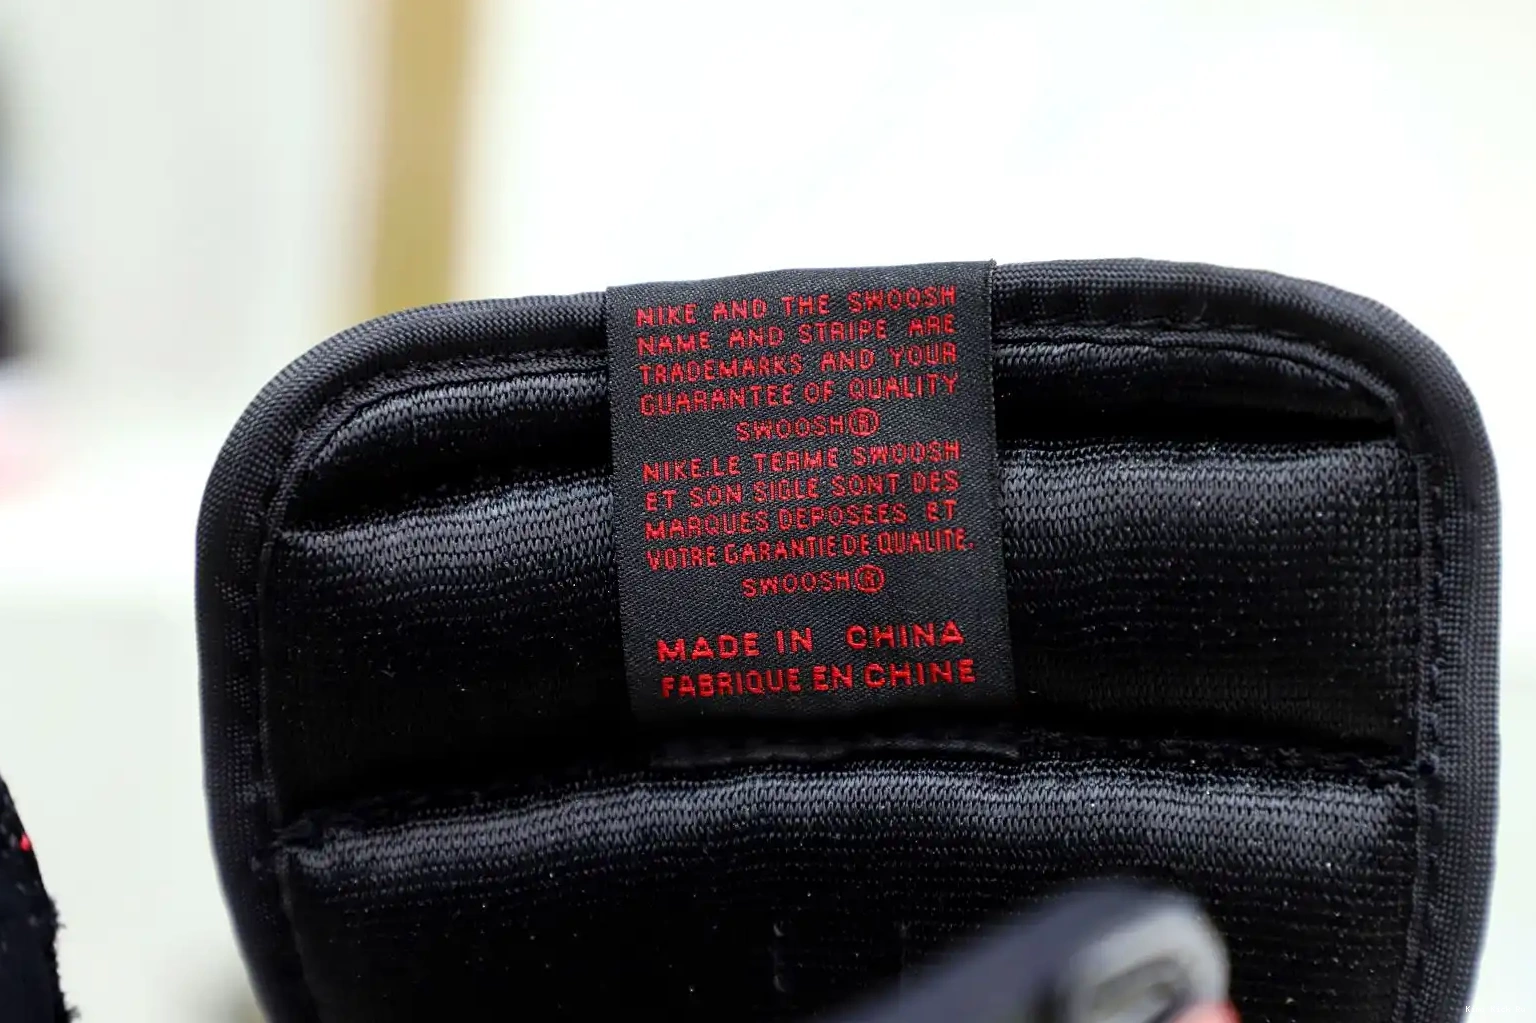 NIKE AND THE SWOOSH
NAME AND STRIPE ARE
TRADEMARKS AND YOUR
GUARANTEE OF QUALITY
SWOOSH®
NIKE.LE TERME SWOOSH
ET SON SIGLE SONT DES
MARQUES DEPOSEES ET
VOTRE GARANTIE DE QUALITE.
SWOOSH®
MADE IN CHINA
FABRIQUE EN CHINE